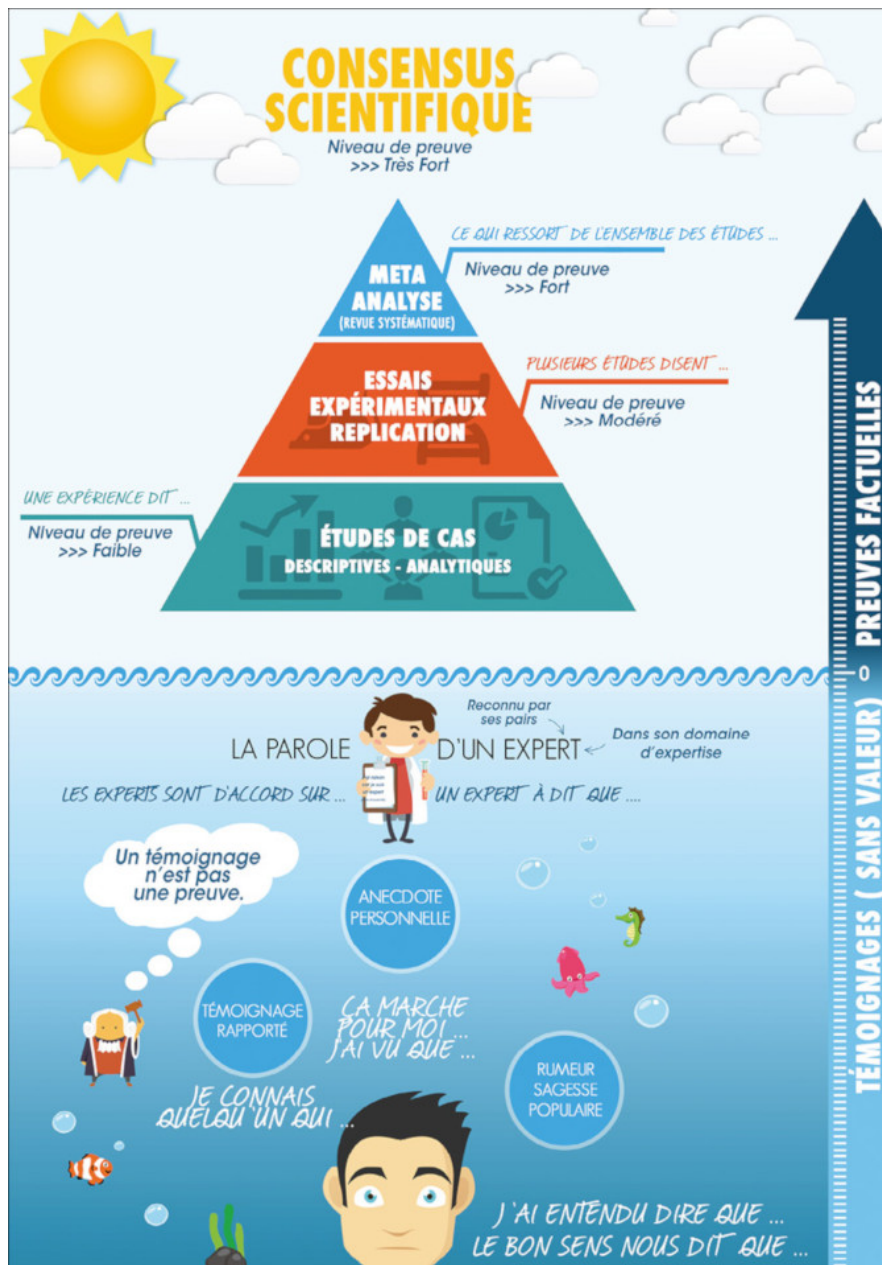 CONSENSUS
SCIENTIFIQUE
Niveau de preuve
>>> Très Fort
CE QUI RESSORT DE L'ENSEMBLE DES ÉTUDES ...
Niveau de preuve
>>> Fort
META
ANALYSE
(REVUE SYSTÉMATIQUE)
PLUSIEURS ÉTUDES DISENT ...
Niveau de preuve
>>> Modéré
ESSAIS
EXPÉRIMENTAUX
REPLICATION
UNE EXPÉRIENCE DIT ...
Niveau de preuve
>>> Faible
ÉTUDES DE CAS
DESCRIPTIVES - ANALYTIQUES
PREUVES FACTUELLES
0
TÉMOIGNAGES ( SANS VALEUR)
Reconnu par
ses pairs
LA PAROLE D'UN EXPERT
Dans son domaine
d'expertise
LES EXPERTS SONT D'ACCORD SUR ... UN EXPERT À DIT QUE ....
Un témoignage
n'est pas
une preuve.
ANECDOTE
PERSONNELLE
TÉMOIGNAGE
RAPPORTÉ
ÇA MARCHE
POUR MOI ...
J'AI VU QUE ...
RUMEUR
SAGESSE
POPULAIRE
JE CONNAIS
QUELQU'UN QUI ...
J'AI ENTENDU DIRE QUE ...
LE BON SENS NOUS DIT QUE ...